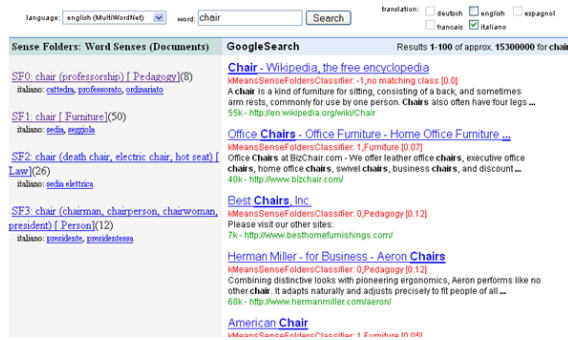 language: english (MultiWordNet) word: chair Search translation: deutsch english espagnol
francais italiano
Sense Folders: Word Senses (Documents)
SF0: chair (professorship) [ Pedagogy](8)
italiano: cattedra, professorato, ordinariato
SF1: chair [ Furniture](50)
italiano: sedia, seggiola
SF2: chair (death chair, electric chair, hot seat) [
Law](26)
italiano: sedia elettrica
SF3: chair (chairman, chairperson, chairwoman,
president) [ Person](12)
italiano: presidente, presidentessa
GoogleSearch Results 1-100 of approx. 15300000 for chair
Chair - Wikipedia, the free encyclopedia
kMeansSenseFoldersClassifier: -1,no matching class [0.0]
A chair is a kind of furniture for sitting, consisting of a back, and sometimes
arm rests, commonly for use by one person. Chairs also often have four legs ...
55k - http://en.wikipedia.org/wiki/Chair
Office Chairs - Office Furniture - Home Office Furniture ...
kMeansSenseFoldersClassifier: 1,Furniture [0.07]
Office Chairs at BizChair.com - We offer leather office chairs, executive office
chairs, home office chairs, swivel chairs, business chairs, and discount ...
40k - http://www.bizchair.com/
Best Chairs, Inc.
kMeansSenseFoldersClassifier: 0,Pedagogy [0.12]
Please visit our other sites:
7k - http://www.besthomefurnishings.com/
Herman Miller - for Business - Aeron Chairs
kMeansSenseFoldersClassifier: 0,Pedagogy [0.12]
Combining distinctive looks with pioneering ergonomics, Aeron performs like no
other chair. It adapts naturally and adjusts precisely to fit people of all ...
68k - http://www.hermanmiller.com/aeron/
American Chair
kMeansSenseFoldersClassifier: 1,Furniture [0.05]